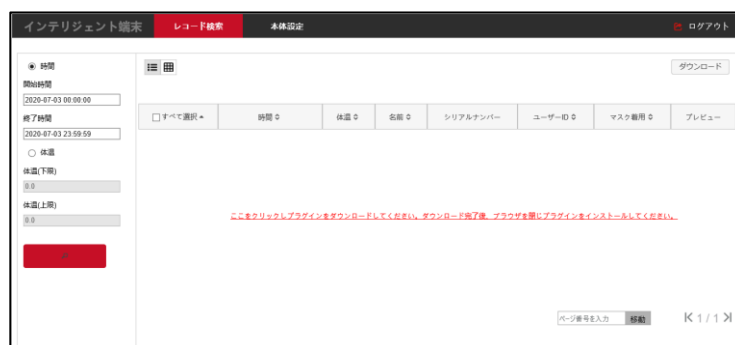 インテリジェント端末 レコード検索 本体設定 ログアウト
時間
ダウンロード
開始時間
2020-07-03 00:00:00
すべて選択 時間 体温 名前 シリアルナンバー ユーザーID マスク着用 プレビュー
終了時間
2020-07-03 23:59:59
体温
体温(下限)
0.0
体温(上限)
0.0
ここをクリックしプラグインをダウンロードしてください。ダウンロード完了後、ブラウザを閉じプラグインをインストールしてください。
ページ番号を入力 移動 1 / 1